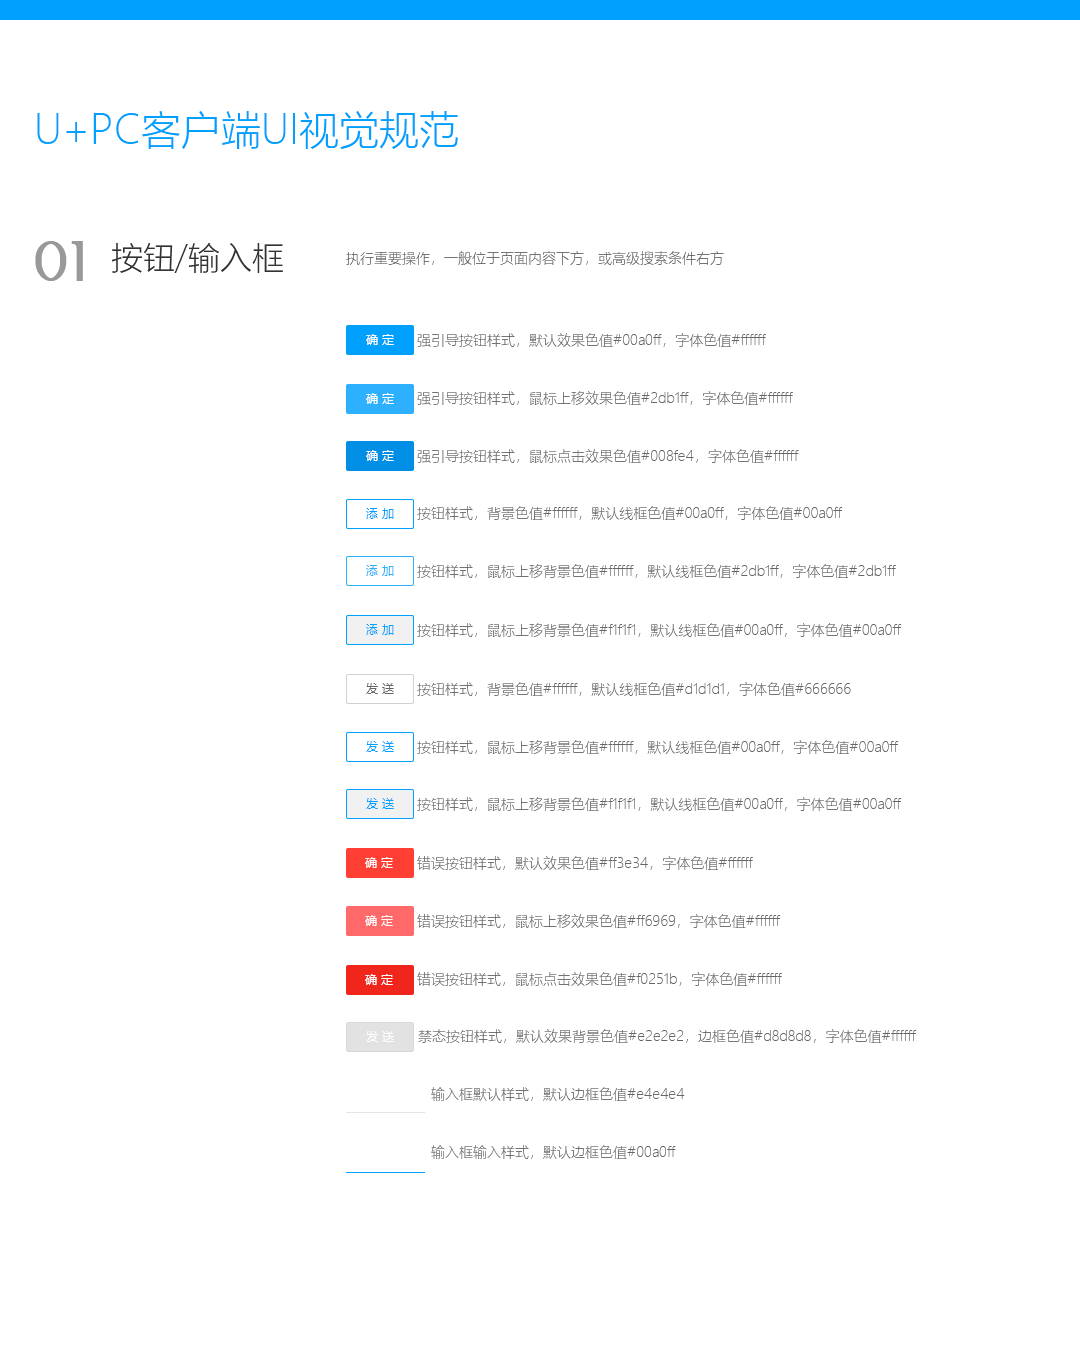 U+PC客户端UI视觉规范
01 按钮/输入框 执行重要操作，一般位于页面内容下方，或高级搜索条件右方
确 定 强引导按钮样式，默认效果色值#00a0ff，字体色值#ffffff
确 定 强引导按钮样式，鼠标上移效果色值#2db1ff，字体色值#ffffff
确 定 强引导按钮样式，鼠标点击效果色值#008fe4，字体色值#ffffff
添 加 按钮样式，背景色值#ffffff，默认线框色值#00a0ff，字体色值#00a0ff
添 加 按钮样式，鼠标上移背景色值#ffffff，默认线框色值#2db1ff，字体色值#2db1ff
添 加 按钮样式，鼠标上移背景色值#f1f1f1，默认线框色值#00a0ff，字体色值#00a0ff
发 送 按钮样式，背景色值#ffffff，默认线框色值#d1d1d1，字体色值#666666
发 送 按钮样式，鼠标上移背景色值#ffffff，默认线框色值#00a0ff，字体色值#00a0ff
发 送 按钮样式，鼠标上移背景色值#f1f1f1，默认线框色值#00a0ff，字体色值#00a0ff
确 定 错误按钮样式，默认效果色值#ff3e34，字体色值#ffffff
确 定 错误按钮样式，鼠标上移效果色值#ff6969，字体色值#ffffff
确 定 错误按钮样式，鼠标点击效果色值#f0251b，字体色值#ffffff
发 送 禁态按钮样式，默认效果背景色值#e2e2e2，边框色值#d8d8d8，字体色值#ffffff
输入框默认样式，默认边框色值#e4e4e4
输入框输入样式，默认边框色值#00a0ff